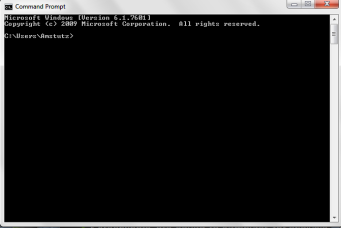 Command Prompt
Microsoft Windows [Version 6.1.7601]
Copyright (c) 2009 Microsoft Corporation.  All rights reserved.
C:\Users\Amstutz>